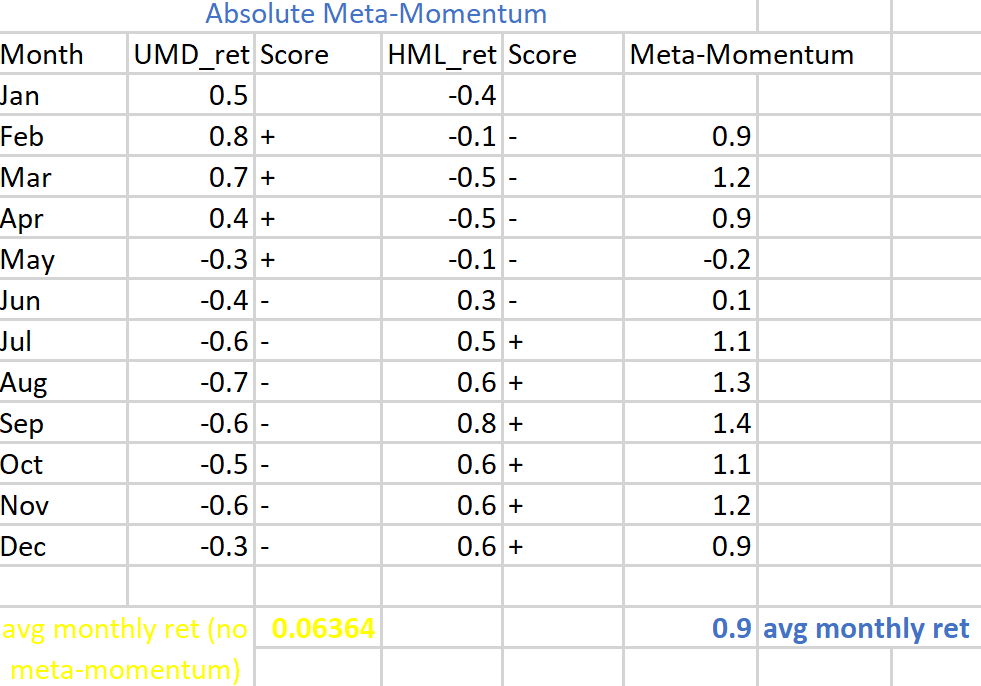 Absolute Meta-Momentum
Month UMD_ret Score HML_ret Score Meta-Momentum
Jan 0.5 -0.4
Feb 0.8 + -0.1 - 0.9
Mar 0.7 + -0.5 - 1.2
Apr 0.4 + -0.5 - 0.9
May -0.3 + -0.1 - -0.2
Jun -0.4 - 0.3 - 0.1
Jul -0.6 - 0.5 + 1.1
Aug -0.7 - 0.6 + 1.3
Sep -0.6 - 0.8 + 1.4
Oct -0.5 - 0.6 + 1.1
Nov -0.6 - 0.6 + 1.2
Dec -0.3 - 0.6 + 0.9
avg monthly ret (no 0.06364 0.9 avg monthly ret
meta-momentum)